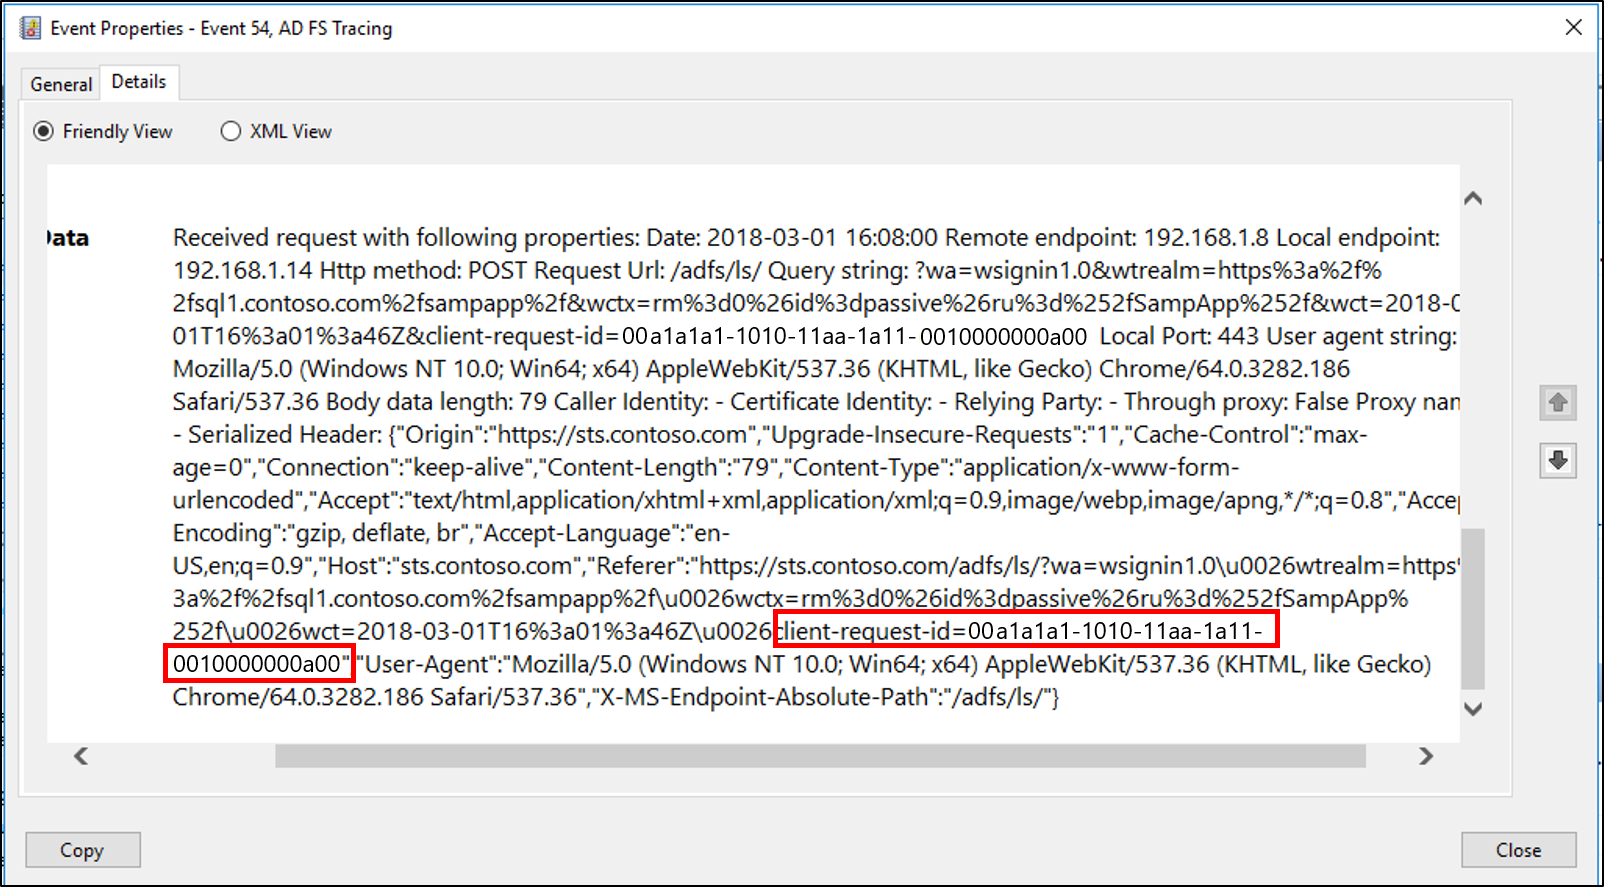 Event Properties - Event 54, AD FS Tracing
General
Details
Friendly View
XML View
Data
Received request with following properties: Date: 2018-03-01 16:08:00 Remote endpoint: 192.168.1.8 Local endpoint:
192.168.1.14 Http method: POST Request Url: /adfs/ls/ Query string: ?wa=wsignin1.0&wtrealm=https%3a%2f%
2fsql1.contoso.com%2fsampapp%2f&wctx=rm%3d0%26id%3dpassive%26ru%3d%252fSampApp%252f&wct=2018-0
01T16%3a01%3a46Z&client-request-id=00a1a1a1-1010-11aa-1a11-0010000000a00 Local Port: 443 User agent string:
Mozilla/5.0 (Windows NT 10.0; Win64; x64) AppleWebKit/537.36 (KHTML, like Gecko) Chrome/64.0.3282.186
Safari/537.36 Body data length: 79 Caller Identity: - Certificate Identity: - Relying Party: - Through proxy: False Proxy nam
- Serialized Header: {"Origin":"https://sts.contoso.com","Upgrade-Insecure-Requests":"1","Cache-Control":"max-
age=0","Connection":"keep-alive","Content-Length":"79","Content-Type":"application/x-www-form-
urlencoded","Accept":"text/html,application/xhtml+xml,application/xml;q=0.9,image/webp,image/apng,*/*;q=0.8","Accep
Encoding":"gzip, deflate, br","Accept-Language":"en-
US,en;q=0.9","Host":"sts.contoso.com","Referer":"https://sts.contoso.com/adfs/ls/?wa=wsignin1.0\u0026wtrealm=https%
3a%2f%2fsql1.contoso.com%2fsampapp%2f\u0026wctx=rm%3d0%26id%3dpassive%26ru%3d%252fSampApp%
252f\u0026wct=2018-03-01T16%3a01%3a46Z\u0026client-request-id=00a1a1a1-1010-11aa-1a11-
0010000000a00","User-Agent":"Mozilla/5.0 (Windows NT 10.0; Win64; x64) AppleWebKit/537.36 (KHTML, like Gecko)
Chrome/64.0.3282.186 Safari/537.36","X-MS-Endpoint-Absolute-Path":"/adfs/ls/"}
Copy
Close